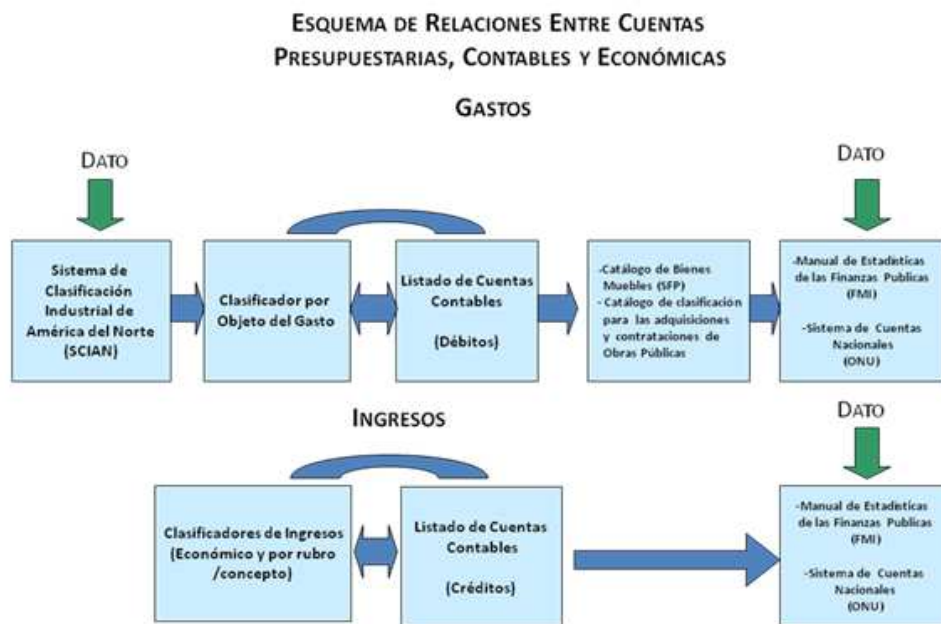 ESQUEMA DE RELACIONES ENTRE CUENTAS
PRESUPUESTARIAS, CONTABLES Y ECONÓMICAS
GASTOS
DATO
DATO
Sistema de
Clasificación
Industrial de
América del Norte
(SCIAN)
Clasificador por
Objeto del Gasto
Listado de Cuentas
Contables
(Débitos)
-Catálogo de Bienes
Muebles (SFP)
- Catálogo de clasificación
para las adquisiciones
y contrataciones de
Obras Públicas
-Manual de Estadísticas
de las Finanzas Publicas
(FMI)
-Sistema de Cuentas
Nacionales
(ONU)
INGRESOS
DATO
Clasificadores de Ingresos
(Económico y por rubro
/concepto)
Listado de Cuentas
Contables
(Créditos)
-Manual de Estadísticas
de las Finanzas Publicas
(FMI)
-Sistema de Cuentas
Nacionales
(ONU)